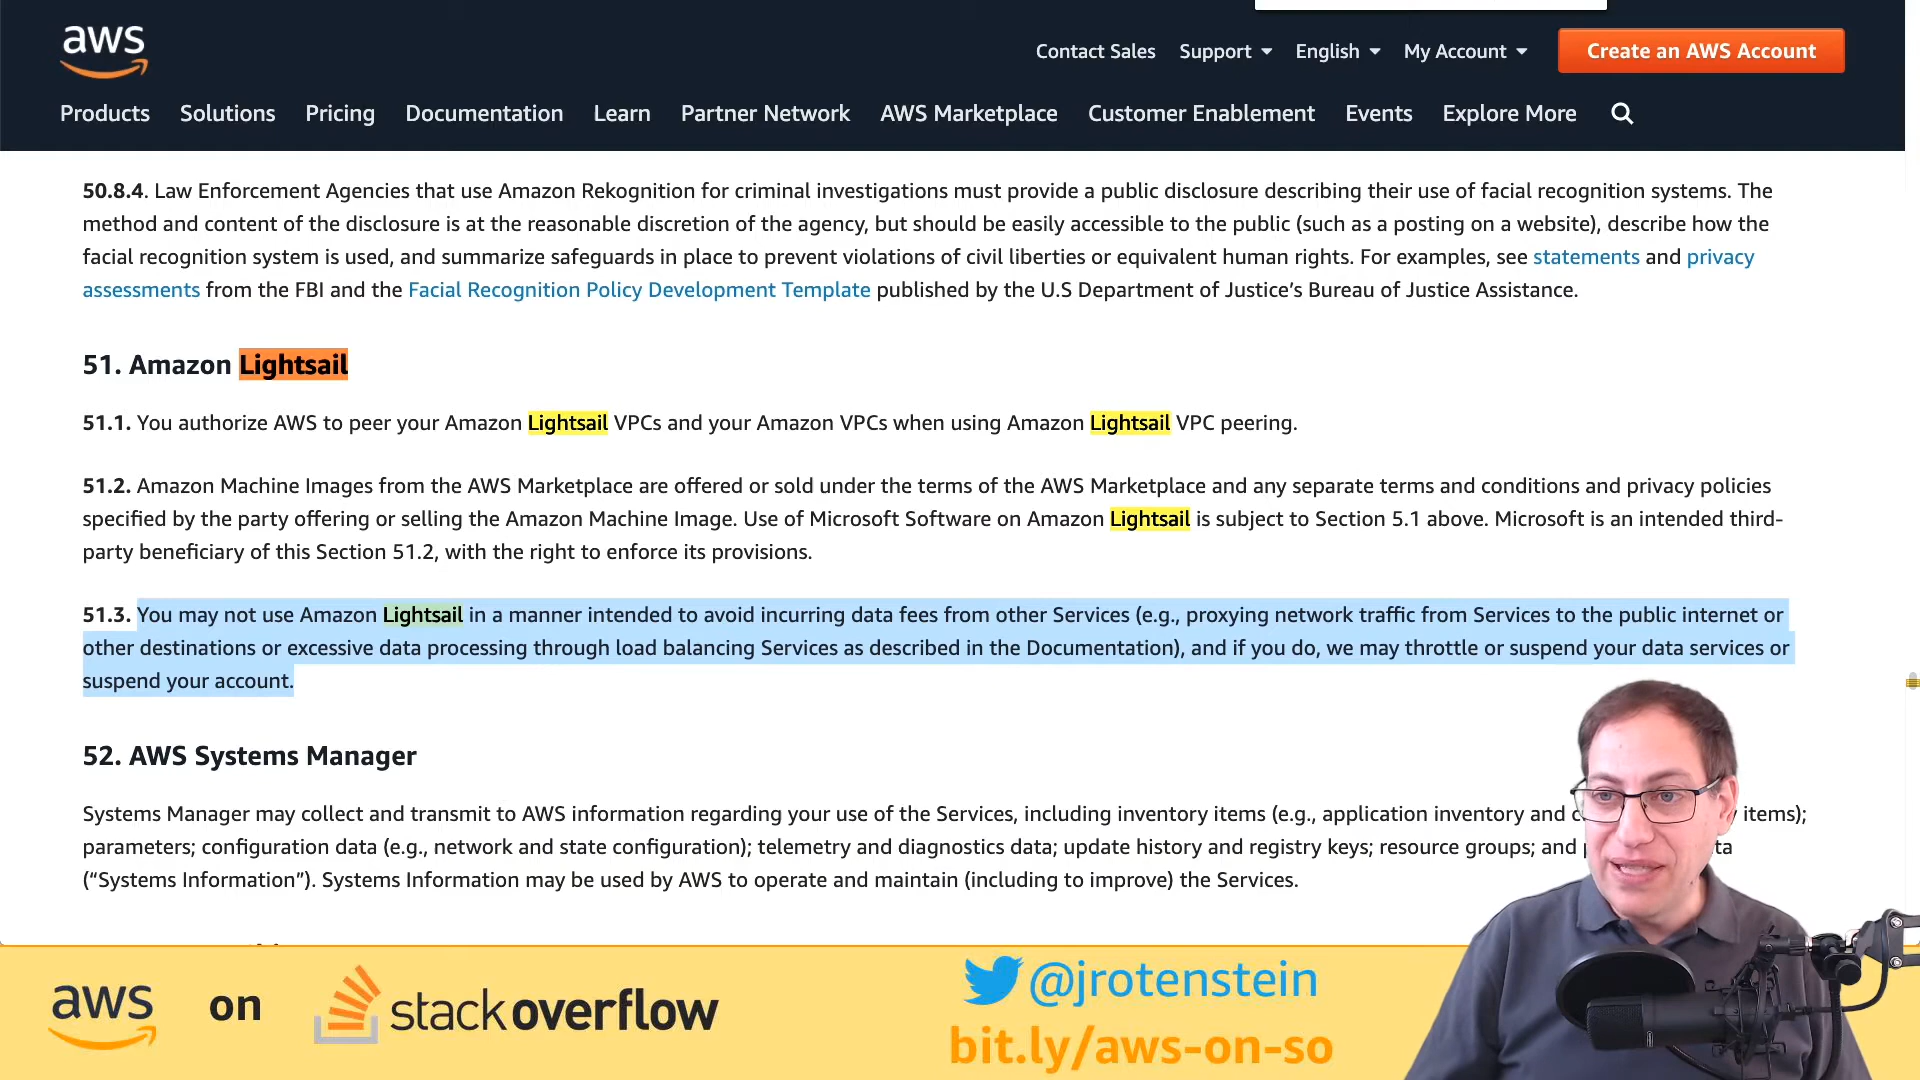 aws
Contact Sales Support English My Account Create an AWS Account
Products Solutions Pricing Documentation Learn Partner Network AWS Marketplace Customer Enablement Events Explore More
50.8.4. Law Enforcement Agencies that use Amazon Rekognition for criminal investigations must provide a public disclosure describing their use of facial recognition systems. The
method and content of the disclosure is at the reasonable discretion of the agency, but should be easily accessible to the public (such as a posting on a website), describe how the
facial recognition system is used, and summarize safeguards in place to prevent violations of civil liberties or equivalent human rights. For examples, see statements and privacy
assessments from the FBI and the Facial Recognition Policy Development Template published by the U.S Department of Justice’s Bureau of Justice Assistance.
51. Amazon Lightsail
51.1. You authorize AWS to peer your Amazon Lightsail VPCs and your Amazon VPCs when using Amazon Lightsail VPC peering.
51.2. Amazon Machine Images from the AWS Marketplace are offered or sold under the terms of the AWS Marketplace and any separate terms and conditions and privacy policies
specified by the party offering or selling the Amazon Machine Image. Use of Microsoft Software on Amazon Lightsail is subject to Section 5.1 above. Microsoft is an intended third-
party beneficiary of this Section 51.2, with the right to enforce its provisions.
51.3. You may not use Amazon Lightsail in a manner intended to avoid incurring data fees from other Services (e.g., proxying network traffic from Services to the public internet or
other destinations or excessive data processing through load balancing Services as described in the Documentation), and if you do, we may throttle or suspend your data services or
suspend your account.
52. AWS Systems Manager
Systems Manager may collect and transmit to AWS information regarding your use of the Services, including inventory items (e.g., application inventory and items);
parameters; configuration data (e.g., network and state configuration); telemetry and diagnostics data; update history and registry keys; resource groups; and
(“Systems Information”). Systems Information may be used by AWS to operate and maintain (including to improve) the Services.
aws on stackoverflow
@jrotenstein
bit.ly/aws-on-so